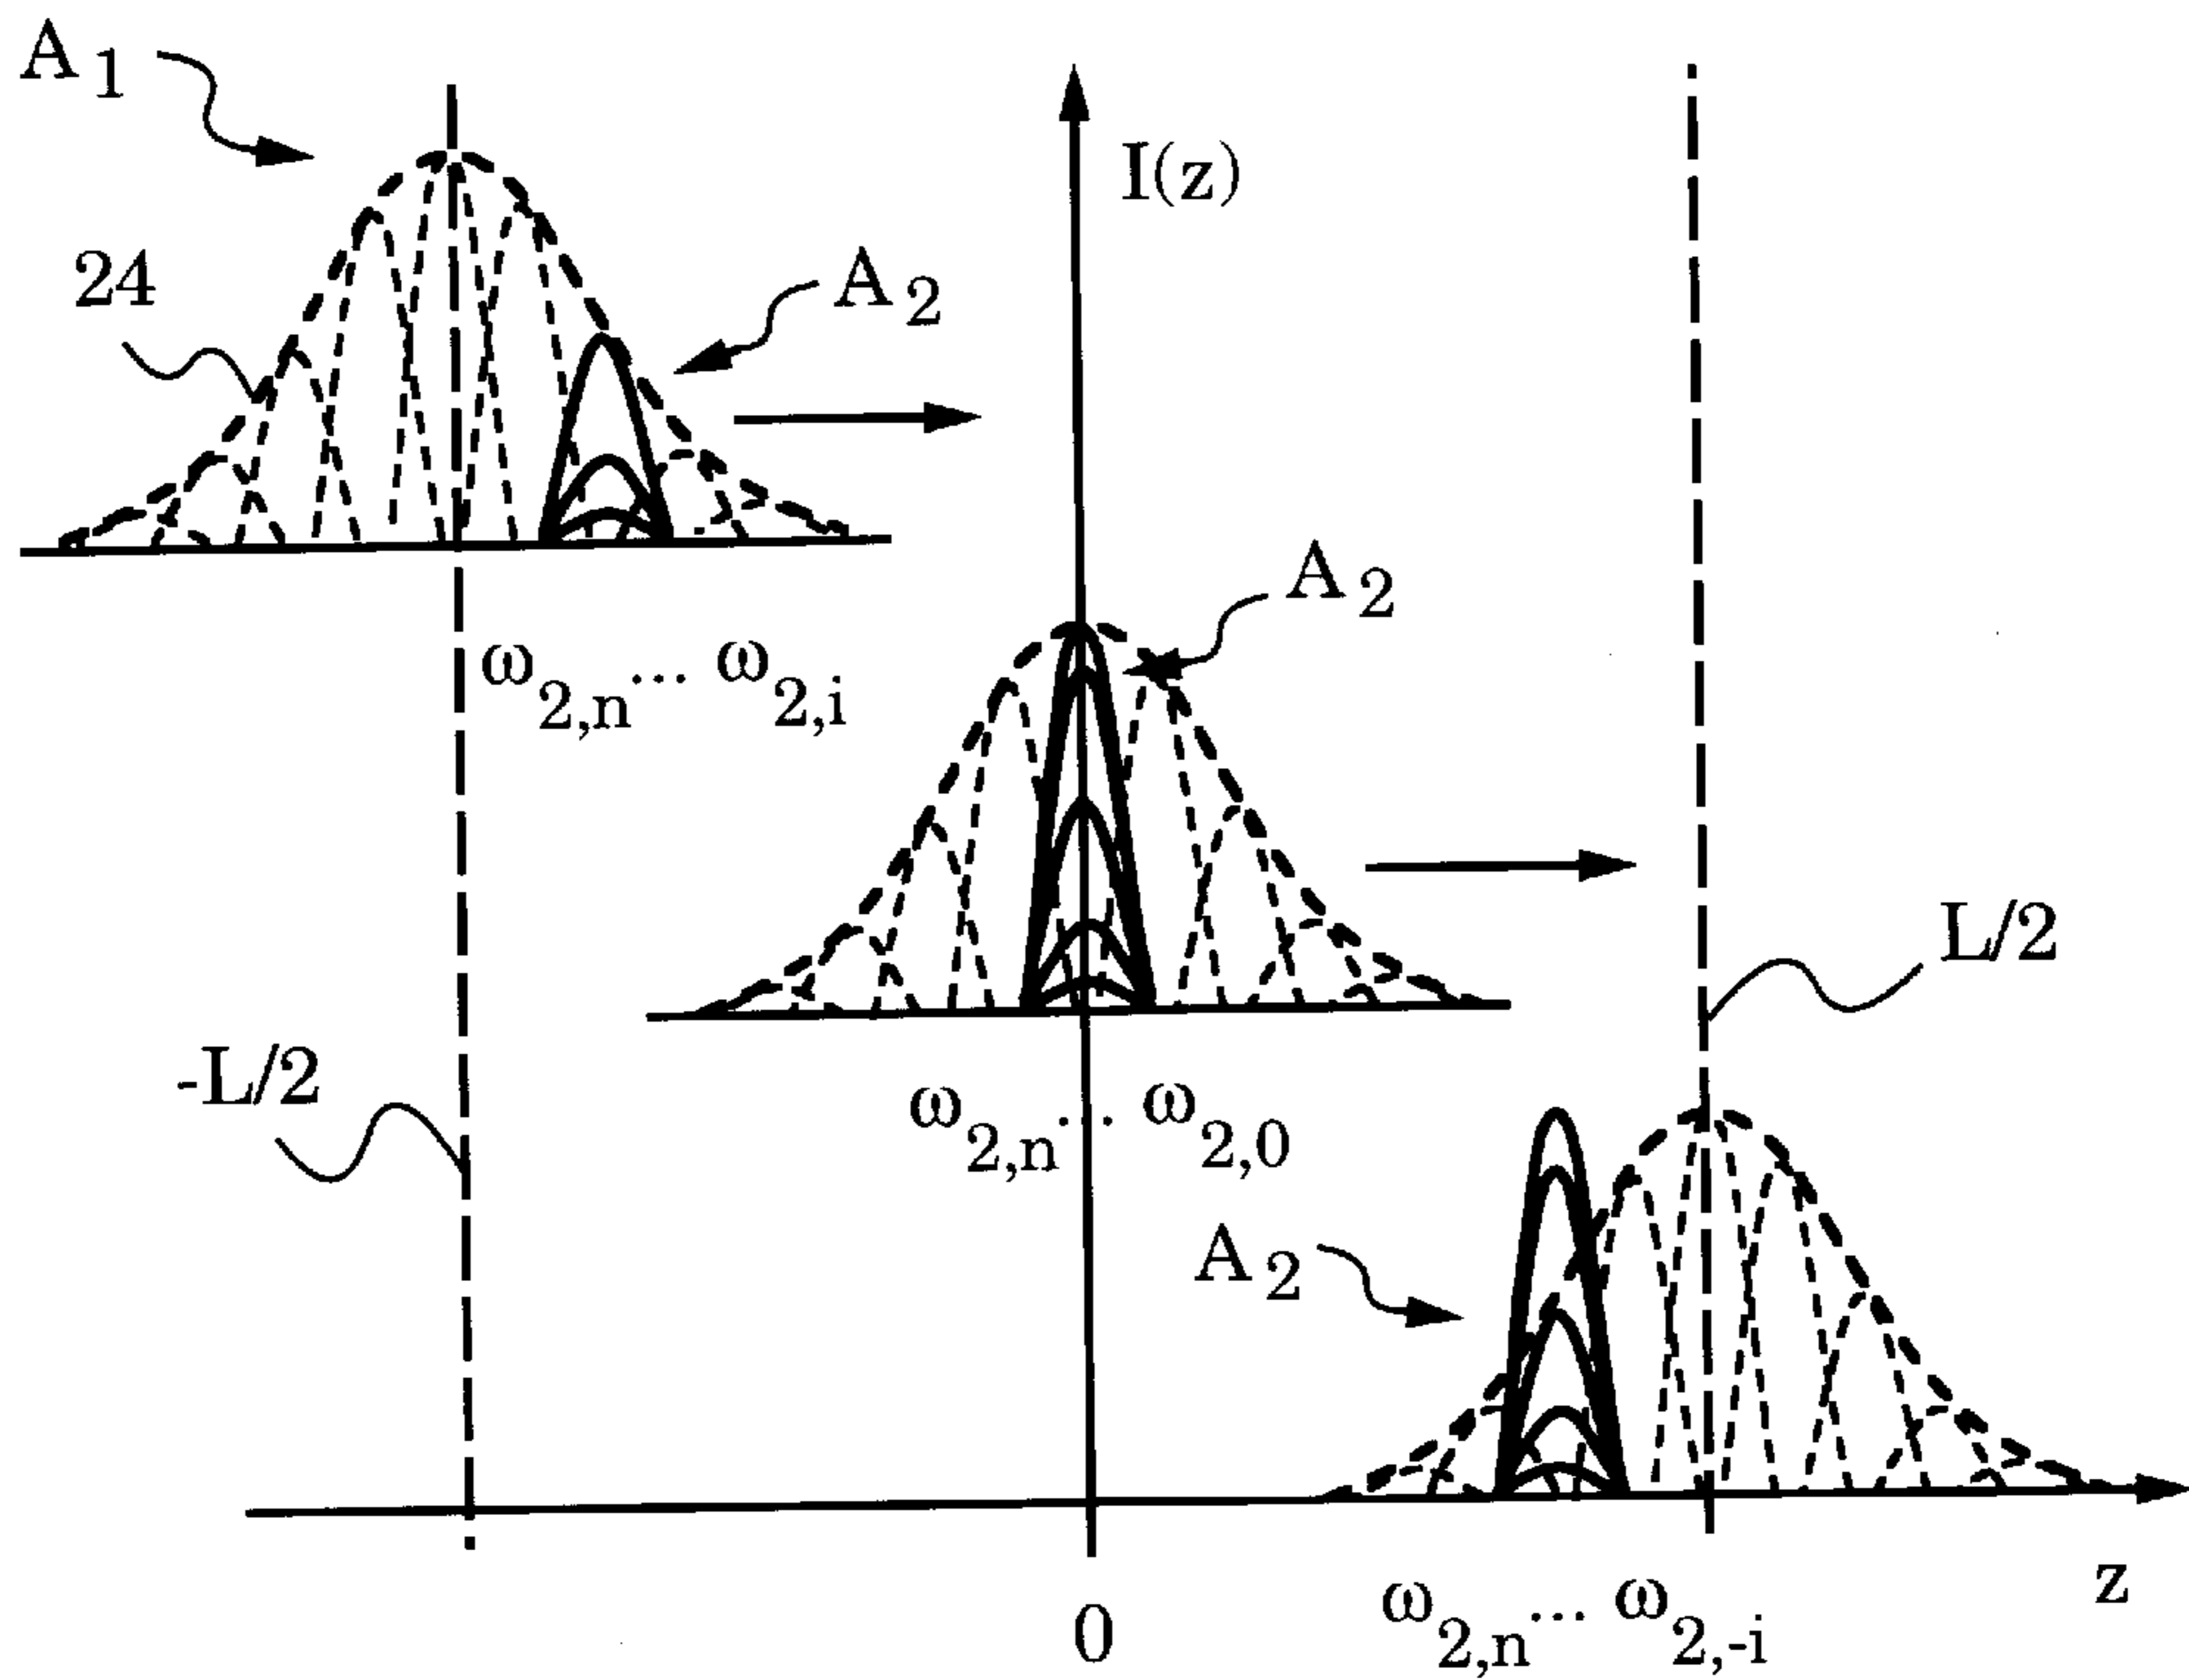 A₁
I(z)
24
A₂
A₂
ω₂,ₙ... ω₂,ᵢ
L/2
-L/2
ω₂,ₙ... ω₂,₀
A₂
ω₂,ₙ... ω₂,₋ᵢ
z
0